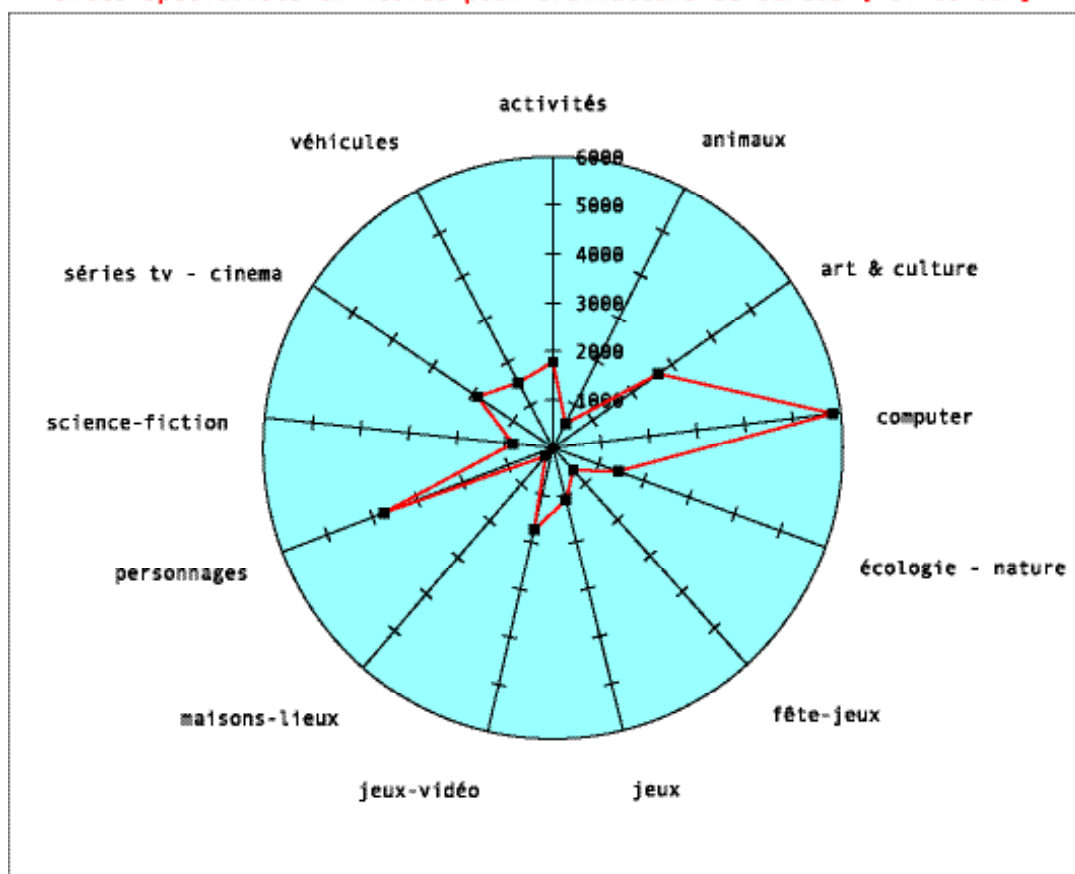 activités
véhicules
animaux
6000
5000
séries tv - cinema
art & culture
4000
3000
2000
1000
science-fiction
computer
personnages
écologie - nature
maisons-lieux
fête-jeux
jeux-vidéo
jeux